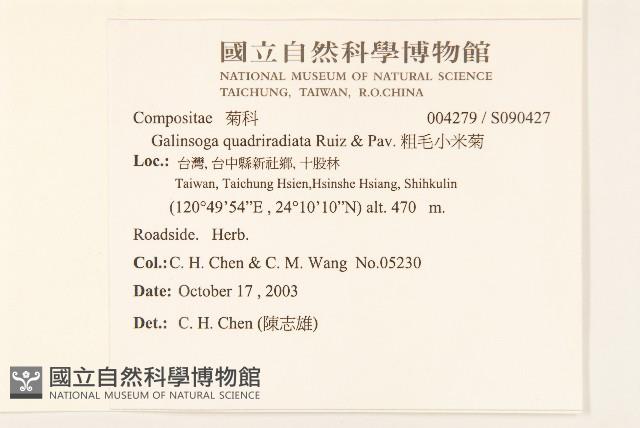 國立自然科學博物館
NATIONAL MUSEUM OF NATURAL SCIENCE
TAICHUNG, TAIWAN, R.O.CHINA
Compositae 菊科 004279 / S090427
Galinsoga quadriradiata Ruiz & Pav. 粗毛小米菊
Loc.: 台灣, 台中縣新社鄉, 十股林
Taiwan, Taichung Hsien,Hsinshe Hsiang, Shihkulin
(120°49’54”E , 24°10’10”N) alt. 470 m.
Roadside. Herb.
Col.: C. H. Chen & C. M. Wang No.05230
Date: October 17 , 2003
Det.: C. H. Chen (陳志雄)
國立自然科學博物館
NATIONAL MUSEUM OF NATURAL SCIENCE